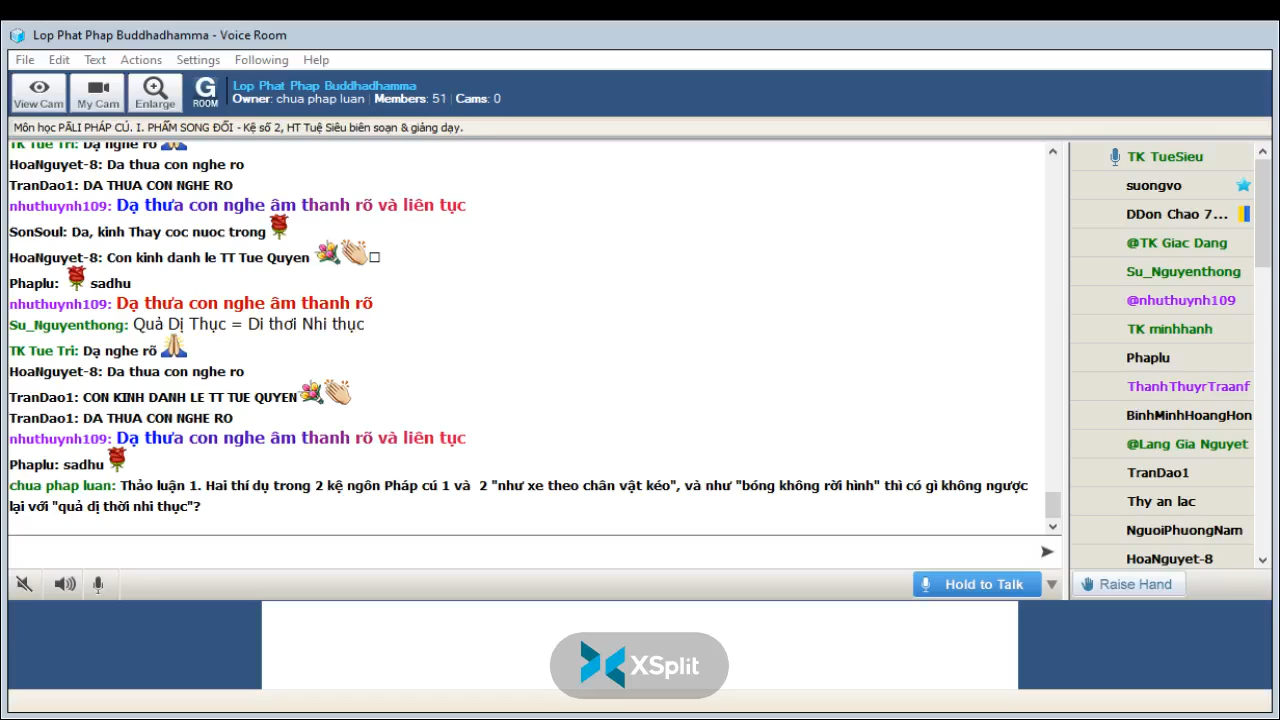 Lop Phat Phap Buddhadhamma - Voice Room
File Edit Text Actions Settings Following Help
View Cam My Cam Enlarge G ROOM
Lop Phat Phap Buddhadhamma
Owner: chua phap luan | Members: 51 | Cams: 0
Môn học PĀLI PHÁP CÚ. I. PHẨM SONG ĐỐI - Kệ số 2, HT Tuệ Siêu biên soạn & giảng dạy.
TK Tue Tri: Dạ nghe rõ
HoaNguyet-8: Da thua con nghe ro
TranDao1: DA THUA CON NGHE RO
nhuthuynh109: Dạ thưa con nghe âm thanh rõ và liên tục
SonSoul: Da, kinh Thay coc nuoc trong
HoaNguyet-8: Con kinh danh le TT Tue Quyen
Phaplu: sadhu
nhuthuynh109: Dạ thưa con nghe âm thanh rõ
Su_Nguyenthong: Quả Dị Thục = Di thơi Nhi thục
TK Tue Tri: Dạ nghe rõ
HoaNguyet-8: Da thua con nghe ro
TranDao1: CON KINH DANH LE TT TUE QUYEN
TranDao1: DA THUA CON NGHE RO
nhuthuynh109: Dạ thưa con nghe âm thanh rõ và liên tục
Phaplu: sadhu
chua phap luan: Thảo luận 1. Hai thí dụ trong 2 kệ ngôn Pháp cú 1 và 2 "như xe theo chân vật kéo", và như "bóng không rời hình" thì có gì không ngược
lại với "quả dị thời nhi thục"?
TK TueSieu
suongvo
DDon Chao 7...
@TK Giac Dang
Su_Nguyenthong
@nhuthuynh109
TK minhhanh
Phaplu
ThanhThuyrTraanf
BinhMinhHoangHon
@Lang Gia Nguyet
TranDao1
Thy an lac
NguoiPhuongNam
HoaNguyet-8
Hold to Talk
Raise Hand
XSplit